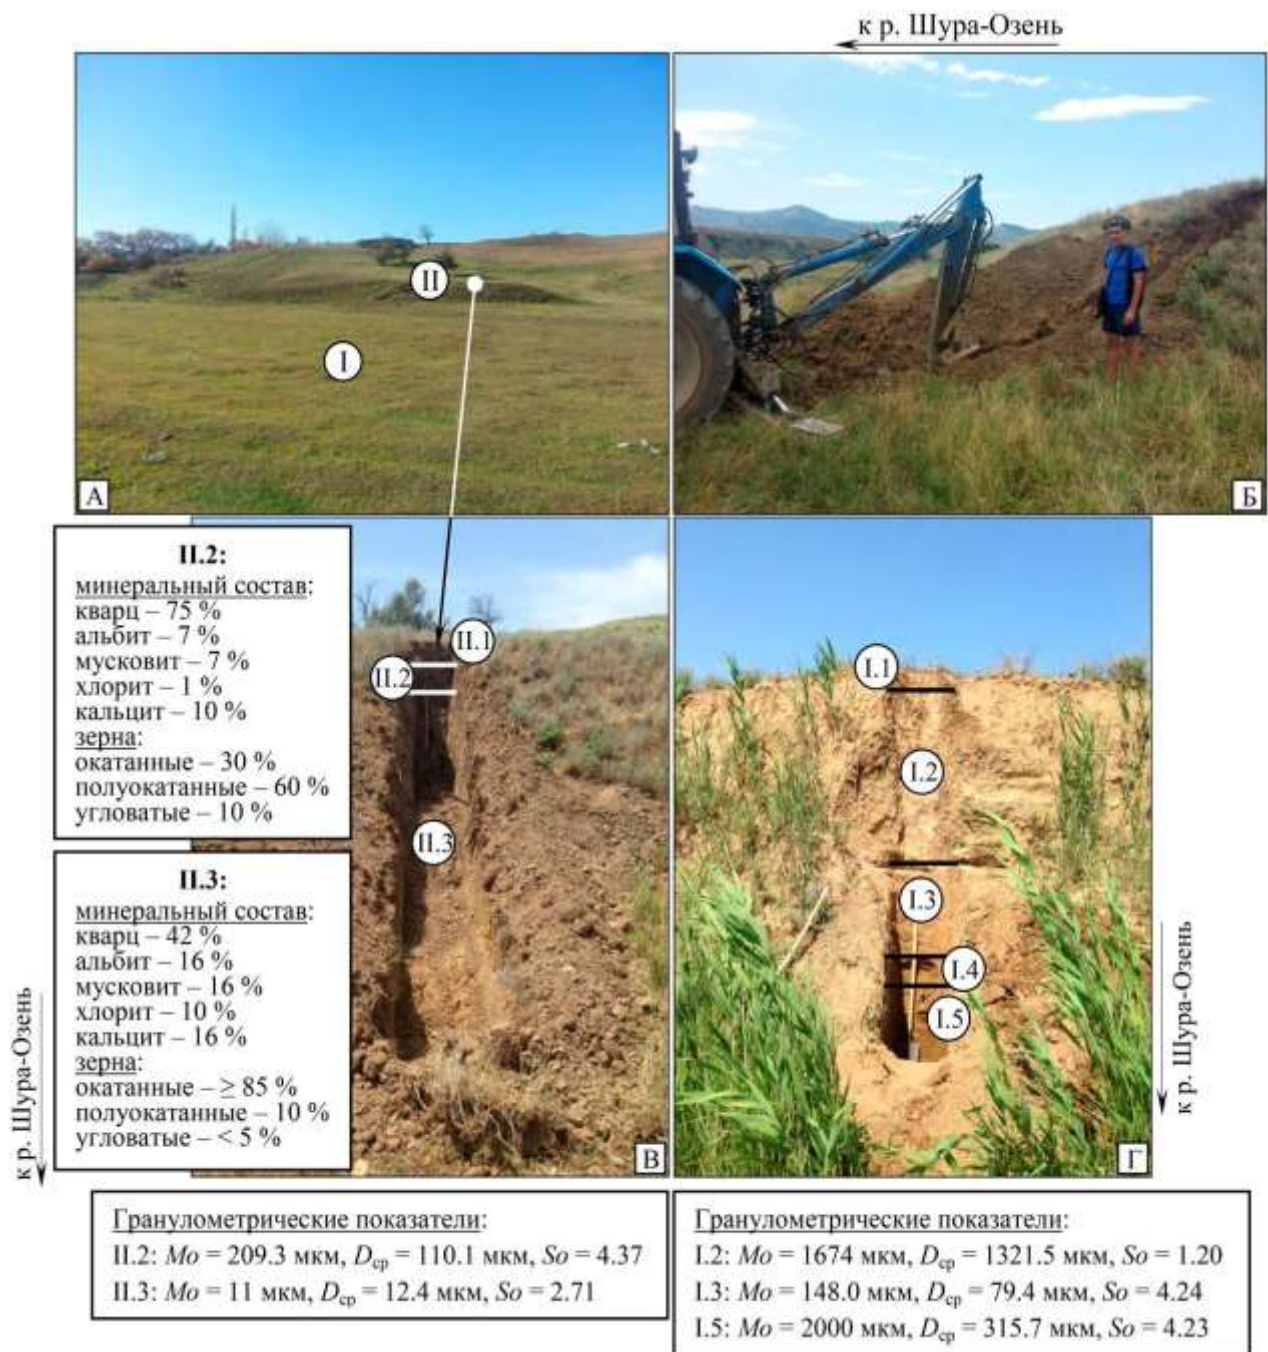 к р. Шура-Озень
II
I
А
Б
II.2:
минеральный состав:
кварц – 75 %
альбит – 7 %
мусковит – 7 %
хлорит – 1 %
кальцит – 10 %
зерна:
окатанные – 30 %
полуокатанные – 60 %
угловатые – 10 %
II.3:
минеральный состав:
кварц – 42 %
альбит – 16 %
мусковит – 16 %
хлорит – 10 %
кальцит – 16 %
зерна:
окатанные – ≥ 85 %
полуокатанные – 10 %
угловатые – < 5 %
к р. Шура-Озень
II.1
II.2
II.3
В
I.1
I.2
I.3
I.4
I.5
Г
к р. Шура-Озень
Гранулометрические показатели:
II.2: Mo = 209.3 мкм, Dср = 110.1 мкм, So = 4.37
II.3: Mo = 11 мкм, Dср = 12.4 мкм, So = 2.71
Гранулометрические показатели:
I.2: Mo = 1674 мкм, Dср = 1321.5 мкм, So = 1.20
I.3: Mo = 148.0 мкм, Dср = 79.4 мкм, So = 4.24
I.5: Mo = 2000 мкм, Dср = 315.7 мкм, So = 4.23